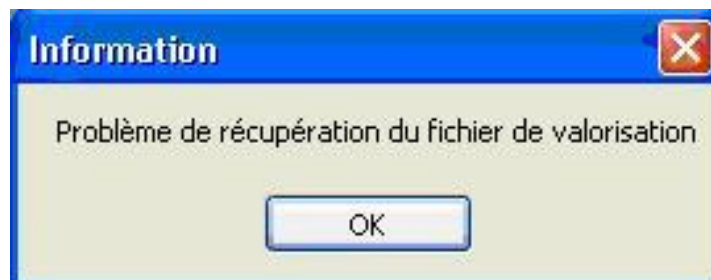 Information
Problème de récupération du fichier de valorisation
OK